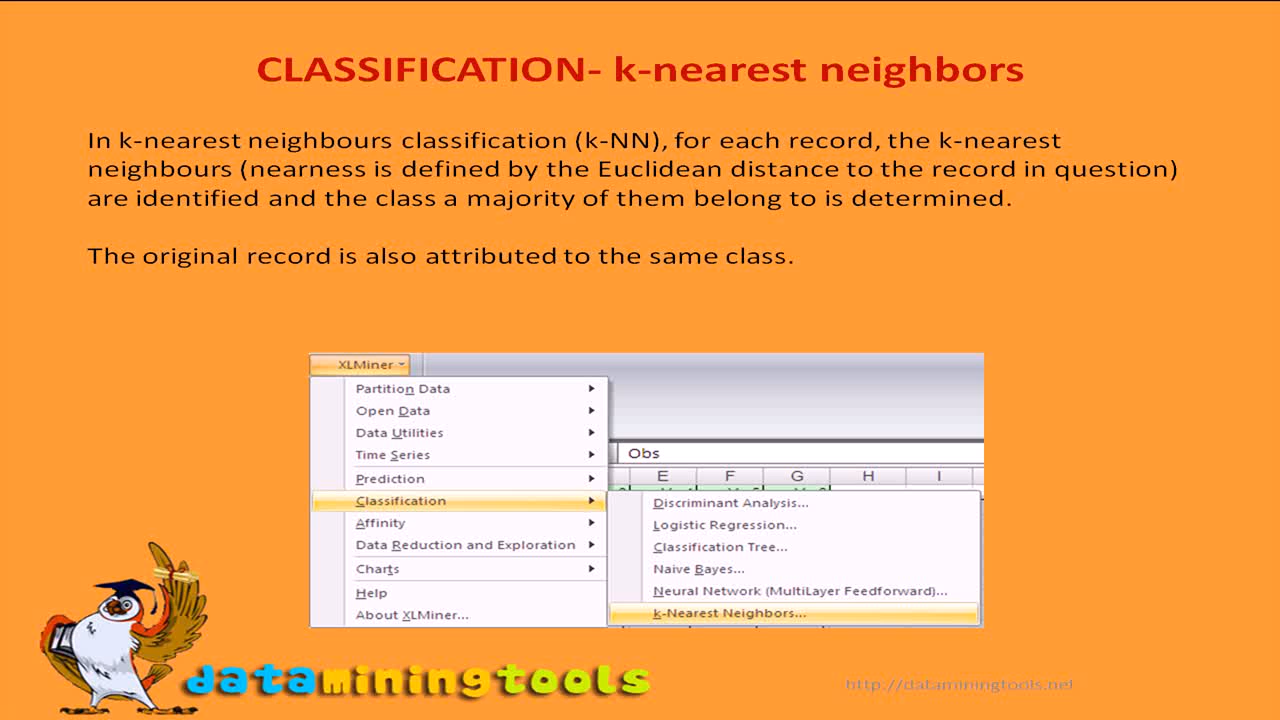 CLASSIFICATION- k-nearest neighbors
In k-nearest neighbours classification (k-NN), for each record, the k-nearest
neighbours (nearness is defined by the Euclidean distance to the record in question)
are identified and the class a majority of them belong to is determined.
The original record is also attributed to the same class.
XLMiner
Partition Data
Open Data
Data Utilities
Time Series
Prediction
Classification
Affinity
Data Reduction and Exploration
Charts
Help
About XLMiner...
Obs
E F G H I
Discriminant Analysis...
Logistic Regression...
Classification Tree...
Naive Bayes...
Neural Network (MultiLayer Feedforward)...
k-Nearest Neighbors...
dataminingtools
http://dataminingtools.net